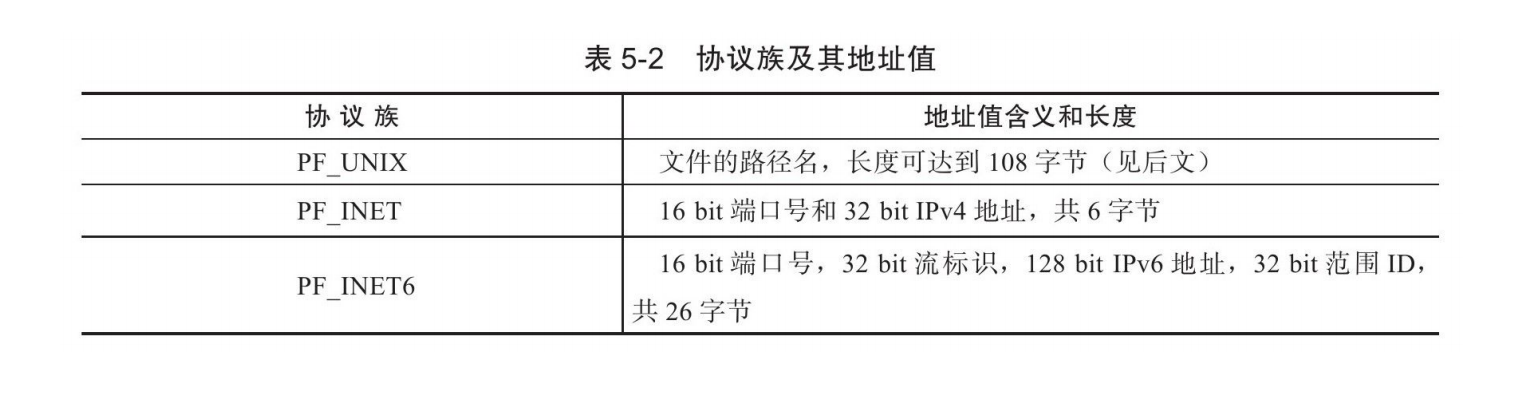 表 5-2 协议族及其地址值
协 议 族 地址值含义和长度
PF_UNIX 文件的路径名，长度可达到 108 字节（见后文）
PF_INET 16 bit 端口号和 32 bit IPv4 地址，共 6 字节
PF_INET6 16 bit 端口号，32 bit 流标识，128 bit IPv6 地址，32 bit 范围 ID，
共 26 字节